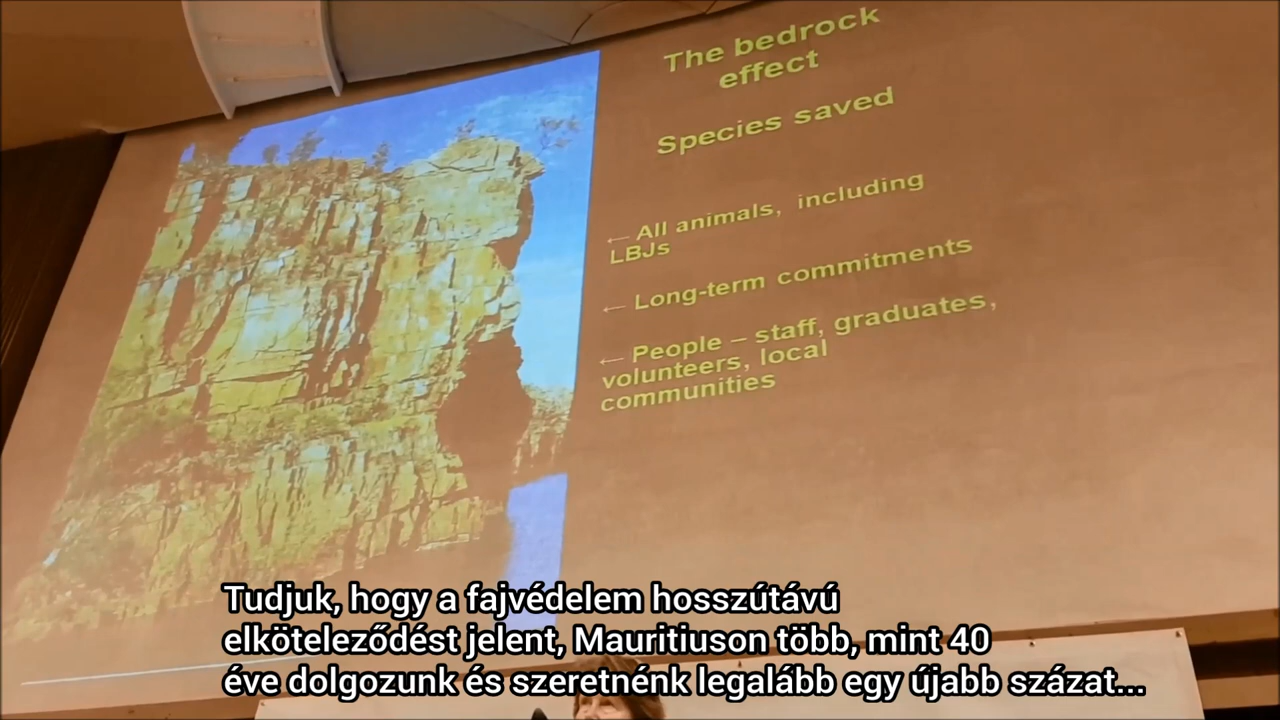 The bedrock
effect
Species saved
← All animals, including
LBJs
← Long-term commitments
← People – staff, graduates,
volunteers, local
communities
Tudjuk, hogy a fajvédelem hosszútávú
elköteleződést jelent, Mauritiuson több, mint 40
éve dolgozunk és szeretnénk legalább egy újabb százat...